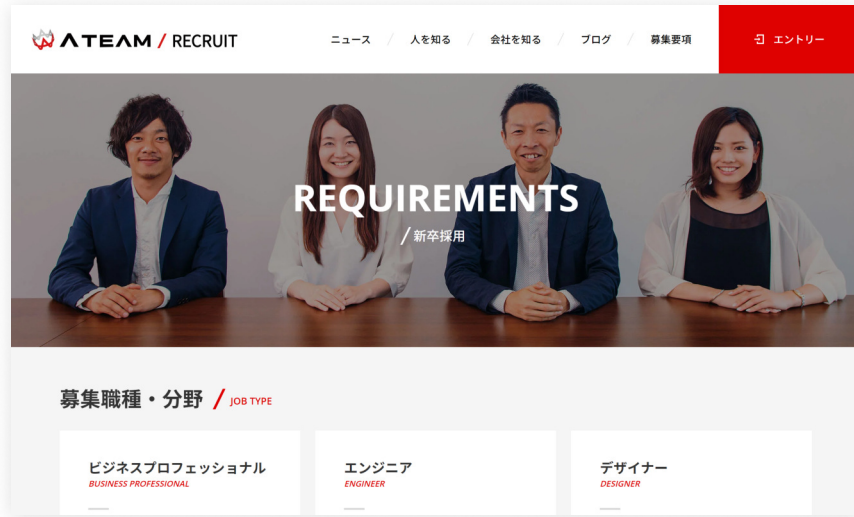 ATEAM / RECRUIT
ニュース / 人を知る / 会社を知る / ブログ / 募集要項
エントリー
REQUIREMENTS
/ 新卒採用
募集職種・分野 / JOB TYPE
ビジネスプロフェッショナル
BUSINESS PROFESSIONAL
エンジニア
ENGINEER
デザイナー
DESIGNER